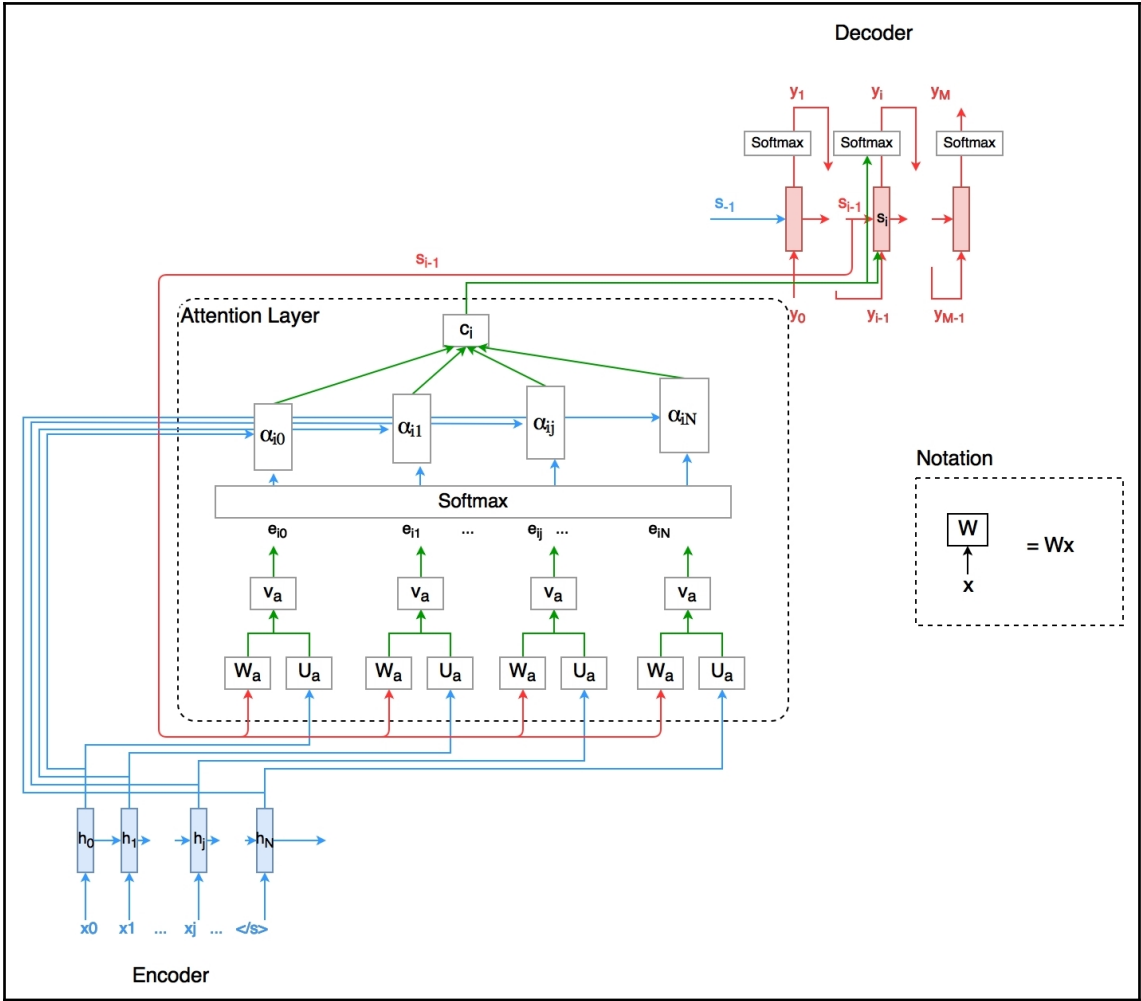 Decoder
y1 yi yM
Softmax Softmax Softmax
s-1 si-1 si
si-1
y0 yi-1 yM-1
Attention Layer
ci
αi0 αi1 αij αiN
Softmax
ei0 ei1 ... eij ... eiN
va va va va
Wa Ua Wa Ua Wa Ua Wa Ua
Notation
W
= Wx
x
h0 h1 hj hN
x0 x1 ... xj ... </s>
Encoder